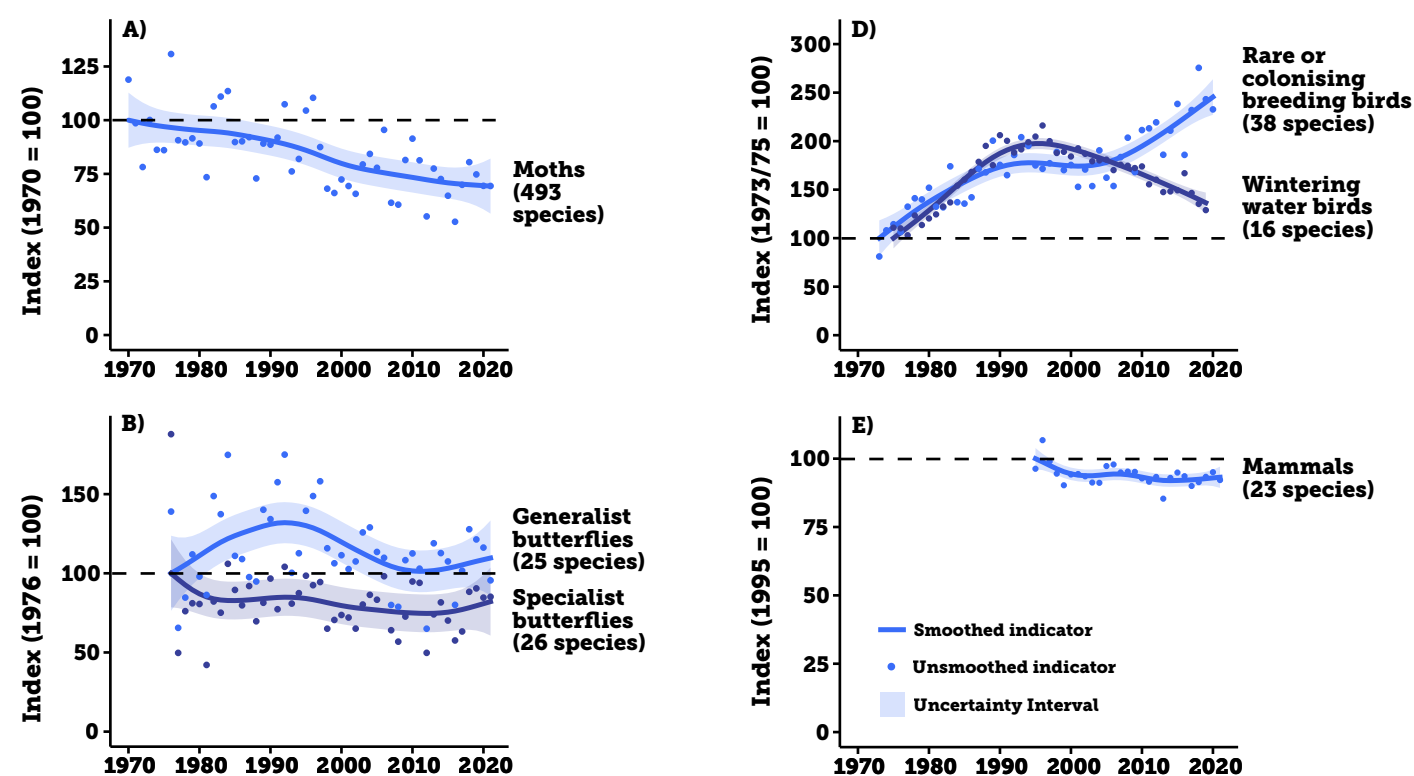 A)
Index (1970 = 100)
125
100
75
50
25
0
1970 1980 1990 2000 2010 2020
Moths
(493
species)
D)
Index (1973/75 = 100)
300
250
200
150
100
50
0
1970 1980 1990 2000 2010 2020
Rare or
colonising
breeding birds
(38 species)
Wintering
water birds
(16 species)
B)
Index (1976 = 100)
150
100
50
0
1970 1980 1990 2000 2010 2020
Generalist
butterflies
(25 species)
Specialist
butterflies
(26 species)
E)
Index (1995 = 100)
100
75
50
25
0
1970 1980 1990 2000 2010 2020
Mammals
(23 species)
Smoothed indicator
Unsmoothed indicator
Uncertainty Interval